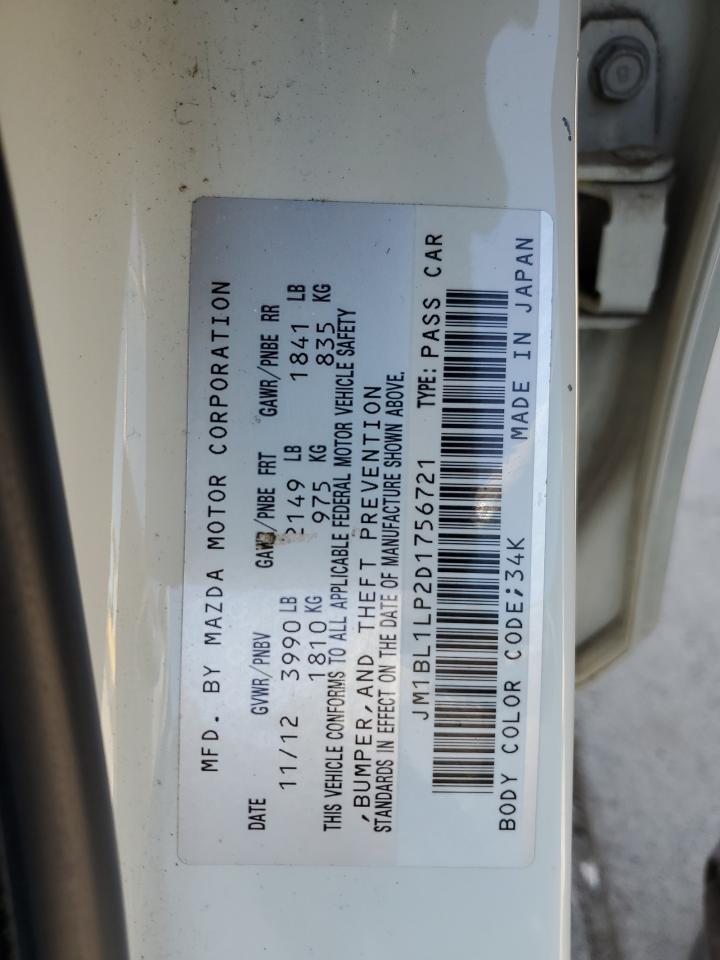 MFD. BY MAZDA MOTOR CORPORATION
DATE GVWR/PNBV GAWR/PNBE FRT GAWR/PNBE RR
11/12 3990 LB 2149 LB 1841 LB
1810 KG 975 KG 835 KG
THIS VEHICLE CONFORMS TO ALL APPLICABLE FEDERAL MOTOR VEHICLE SAFETY
,BUMPER,AND THEFT PREVENTION
STANDARDS IN EFFECT ON THE DATE OF MANUFACTURE SHOWN ABOVE.
JM1BL1LP2D1756721 TYPE: PASS CAR
BODY COLOR CODE;34K MADE IN JAPAN